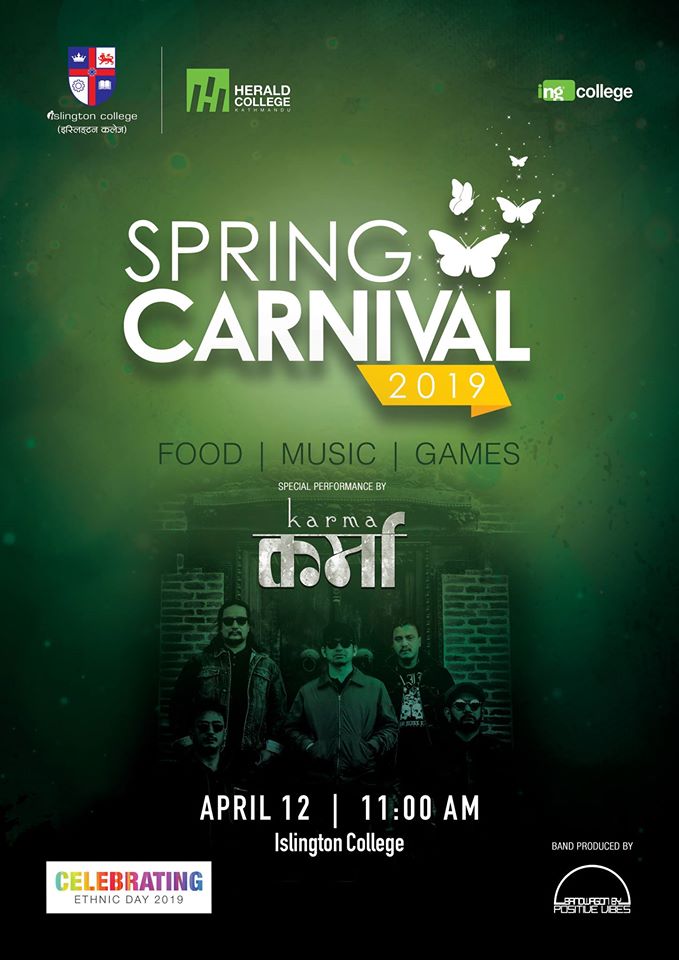 islington college
(इस्लिङ्टन कलेज)
HERALD
COLLEGE
KATHMANDU
ing college
SPRING
CARNIVAL
2019
FOOD | MUSIC | GAMES
SPECIAL PERFORMANCE BY
karma
कर्मा
APRIL 12 | 11:00 AM
Islington College
CELEBRATING
ETHNIC DAY 2019
BAND PRODUCED BY
BANDWAGON BY
POSITIVE VIBES